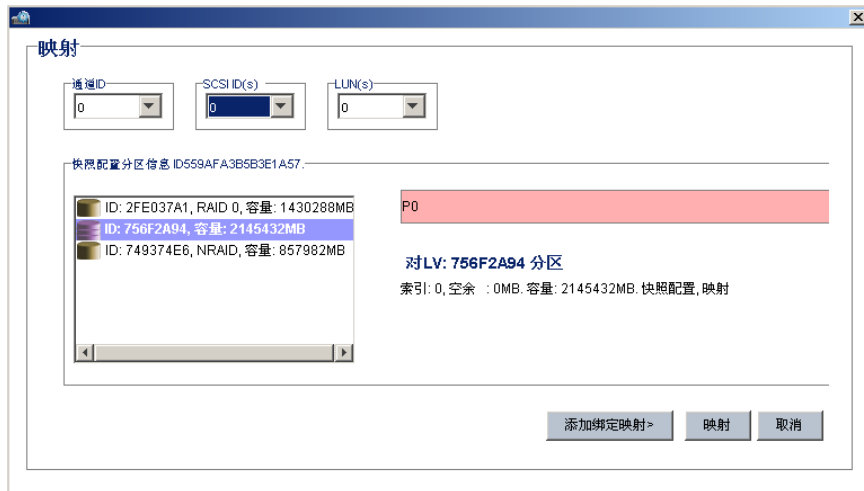 映射
通道ID
SCSI ID(s)
LUN(s)
0
0
0
快照配置分区信息 ID559AFA3B5B3E1A57.
ID: 2FE037A1, RAID 0, 容量: 1430288MB
ID: 756F2A94, 容量: 2145432MB
ID: 749374E6, NRAID, 容量: 857982MB
P0
对LV: 756F2A94 分区
索引: 0, 空余 : 0MB. 容量: 2145432MB. 快照配置, 映射
添加绑定映射>
映射
取消